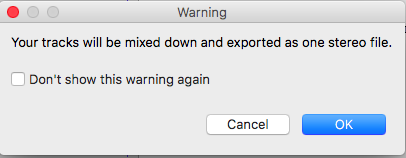 Warning
Your tracks will be mixed down and exported as one stereo file.
Don't show this warning again
Cancel
OK